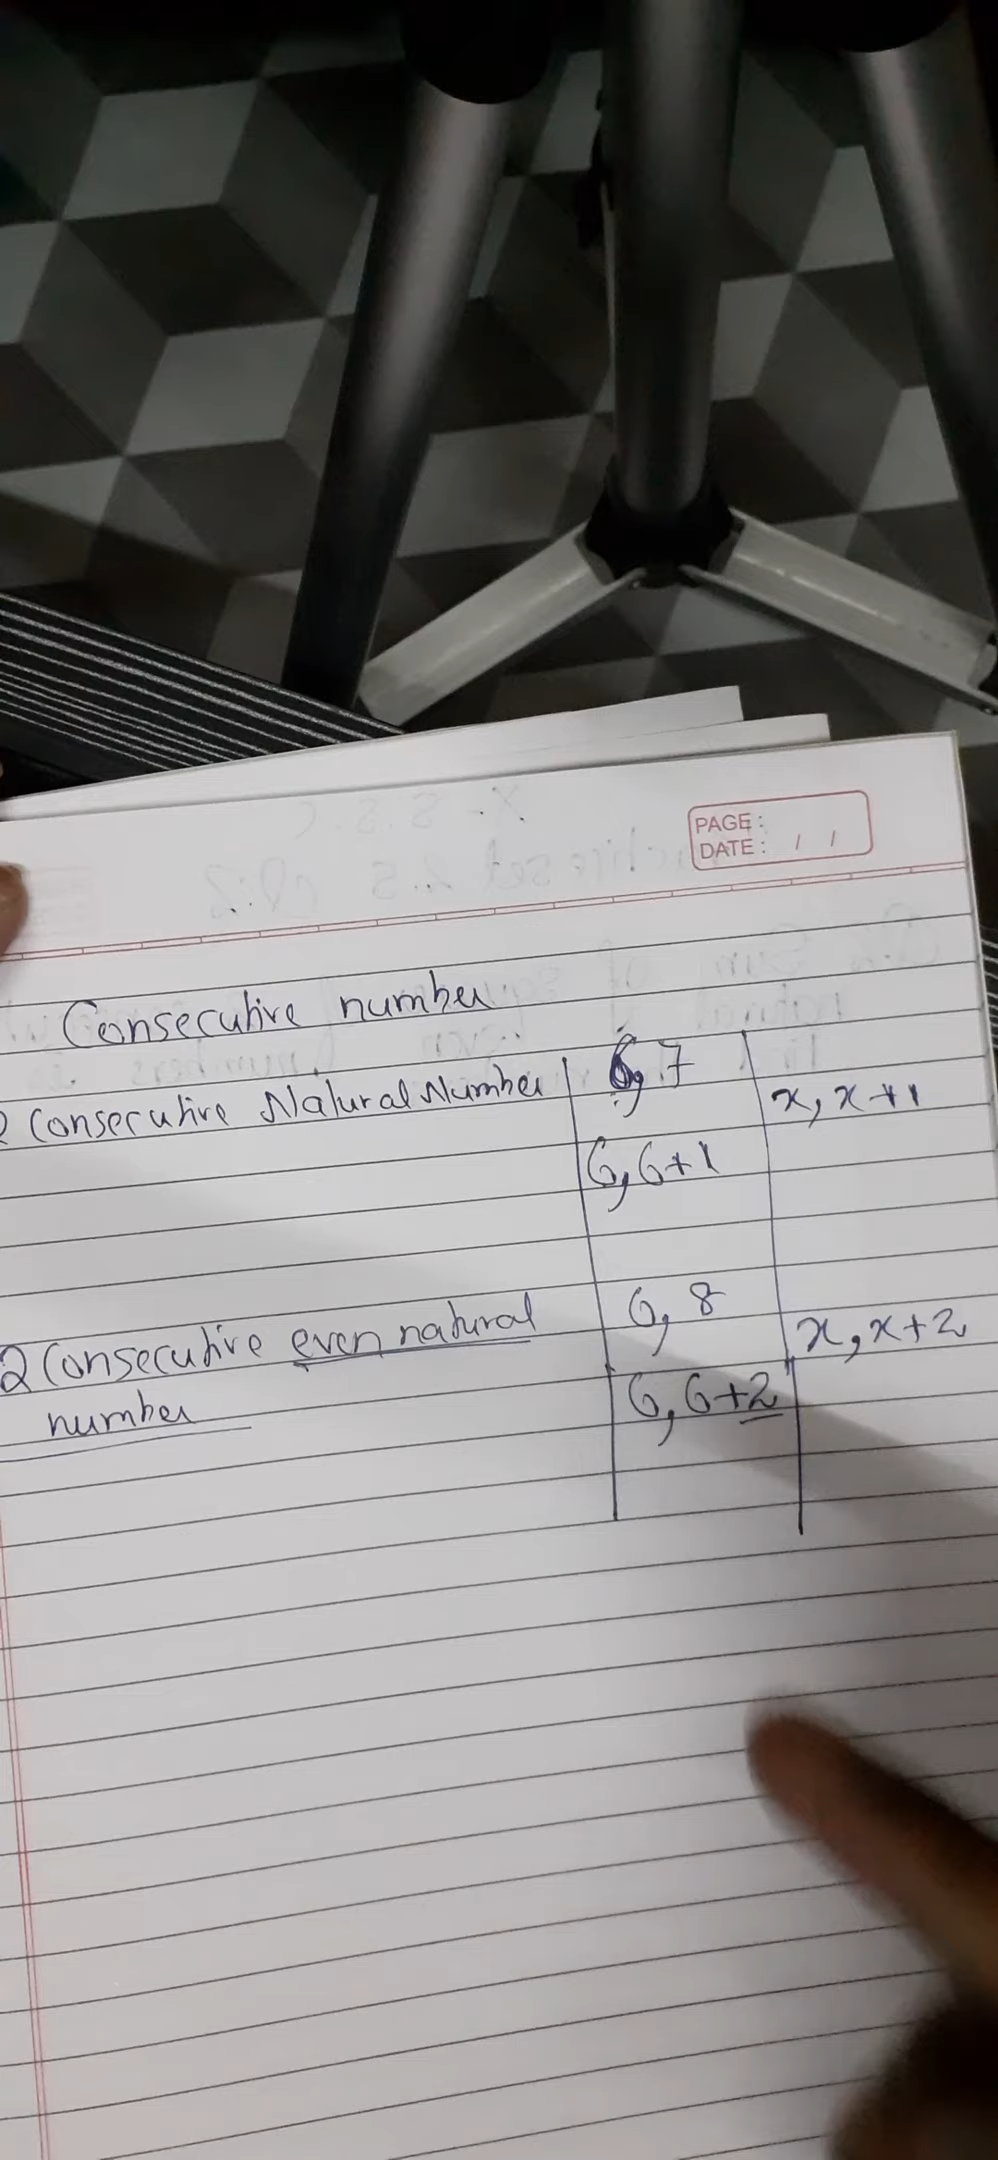 PAGE:
DATE: / /
Consecutive number
2 Consecutive Natural Number 6, 7 x, x+1
6, 6+1
2 Consecutive even natural 6, 8 x, x+2
number 6, 6+2